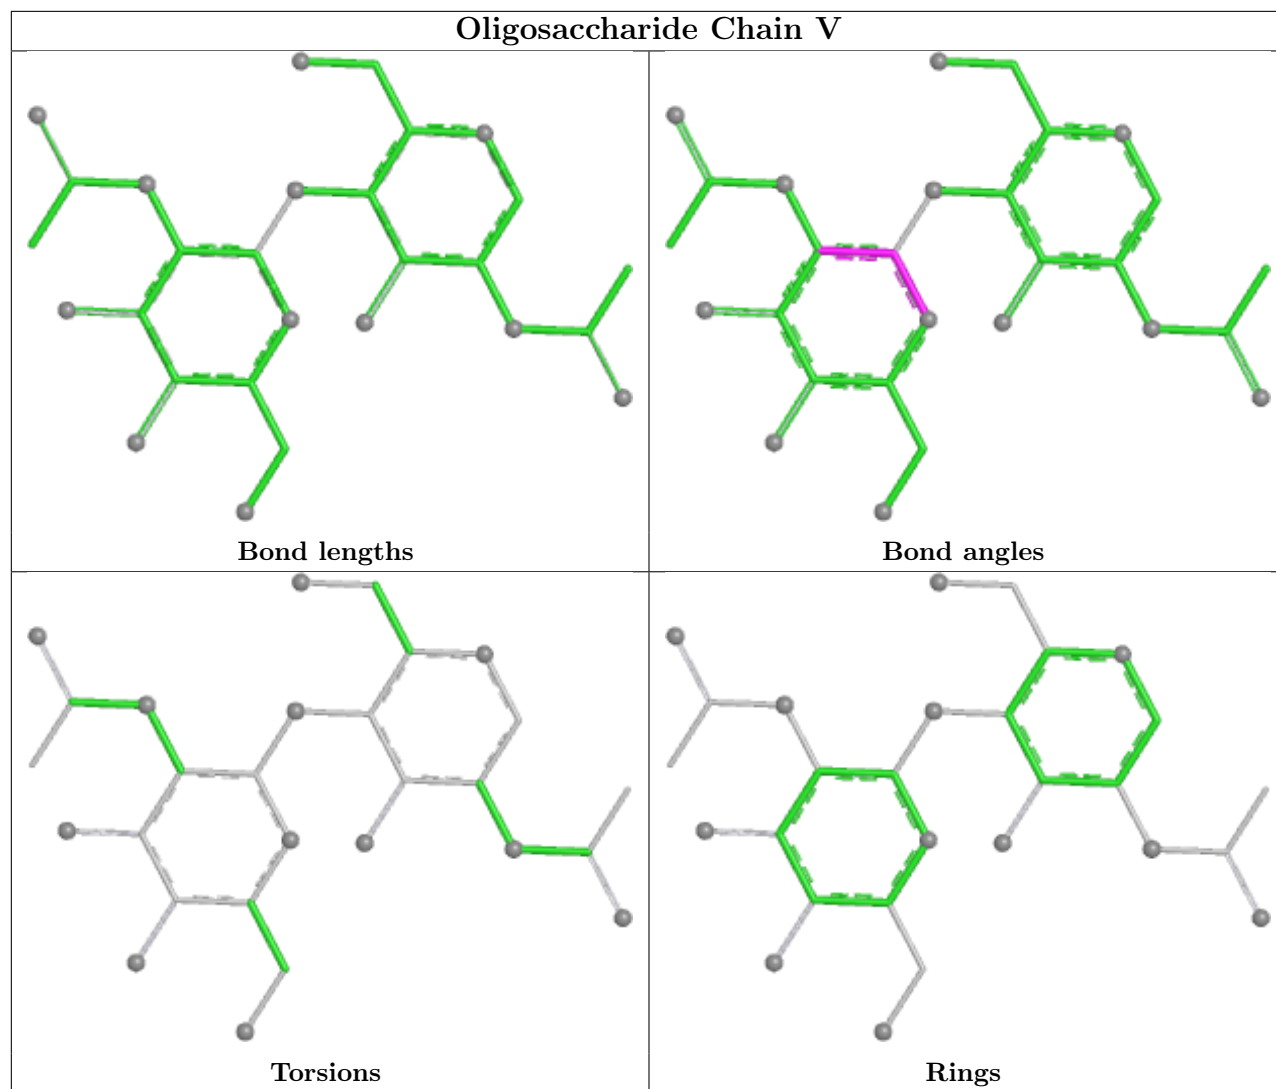 Oligosaccharide Chain V
Bond lengths
Bond angles
Torsions
Rings